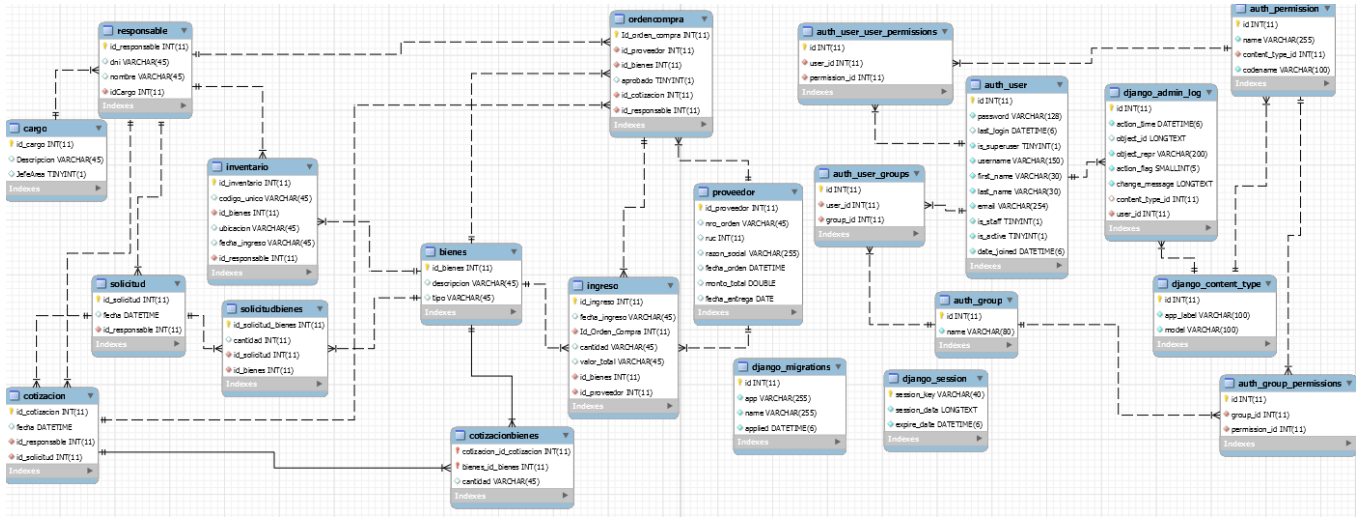 responsable
id_responsable INT(11)
dni VARCHAR(45)
nombre VARCHAR(45)
idCargo INT(11)
Indexes
cargo
id_cargo INT(11)
Descripcion VARCHAR(45)
JefeArea TINYINT(1)
Indexes
inventario
id_inventario INT(11)
codigo_unico VARCHAR(45)
id_bienes INT(11)
ubicacion VARCHAR(45)
fecha_ingreso VARCHAR(45)
id_responsable INT(11)
Indexes
solicitud
id_solicitud INT(11)
fecha DATETIME
id_responsable INT(11)
Indexes
solicitudbienes
id_solicitud_bienes INT(11)
cantidad INT(11)
id_solicitud INT(11)
id_bienes INT(11)
Indexes
cotizacion
id_cotizacion INT(11)
fecha DATETIME
id_responsable INT(11)
id_solicitud INT(11)
Indexes
bienes
id_bienes INT(11)
descripcion VARCHAR(45)
tipo VARCHAR(45)
Indexes
cotizacionbienes
cotizacion_id_cotizacion INT(11)
bienes_id_bienes INT(11)
cantidad VARCHAR(45)
Indexes
ordencompra
Id_orden_compra INT(11)
id_proveedor INT(11)
id_bienes INT(11)
aprobado TINYINT(1)
id_cotizacion INT(11)
id_responsable INT(11)
Indexes
ingreso
id_ingreso INT(11)
fecha_ingreso VARCHAR(45)
Id_Orden_Compra INT(11)
cantidad VARCHAR(45)
valor_total VARCHAR(45)
id_bienes INT(11)
id_proveedor INT(11)
Indexes
proveedor
id_proveedor INT(11)
nro_orden VARCHAR(45)
ruc INT(11)
razon_social VARCHAR(255)
fecha_orden DATETIME
monto_total DOUBLE
fecha_entrega DATE
Indexes
auth_user_user_permissions
id INT(11)
user_id INT(11)
permission_id INT(11)
Indexes
auth_user_groups
id INT(11)
user_id INT(11)
group_id INT(11)
Indexes
auth_user
id INT(11)
password VARCHAR(128)
last_login DATETIME(6)
is_superuser TINYINT(1)
username VARCHAR(150)
first_name VARCHAR(30)
last_name VARCHAR(30)
email VARCHAR(254)
is_staff TINYINT(1)
is_active TINYINT(1)
date_joined DATETIME(6)
Indexes
auth_group
id INT(11)
name VARCHAR(80)
Indexes
django_migrations
id INT(11)
app VARCHAR(255)
name VARCHAR(255)
applied DATETIME(6)
Indexes
django_session
session_key VARCHAR(40)
session_data LONGTEXT
expire_date DATETIME(6)
Indexes
django_admin_log
id INT(11)
action_time DATETIME(6)
object_id LONGTEXT
object_repr VARCHAR(200)
action_flag SMALLINT(5)
change_message LONGTEXT
content_type_id INT(11)
user_id INT(11)
Indexes
auth_permission
id INT(11)
name VARCHAR(255)
content_type_id INT(11)
codename VARCHAR(100)
Indexes
django_content_type
id INT(11)
app_label VARCHAR(100)
model VARCHAR(100)
Indexes
auth_group_permissions
id INT(11)
group_id INT(11)
permission_id INT(11)
Indexes